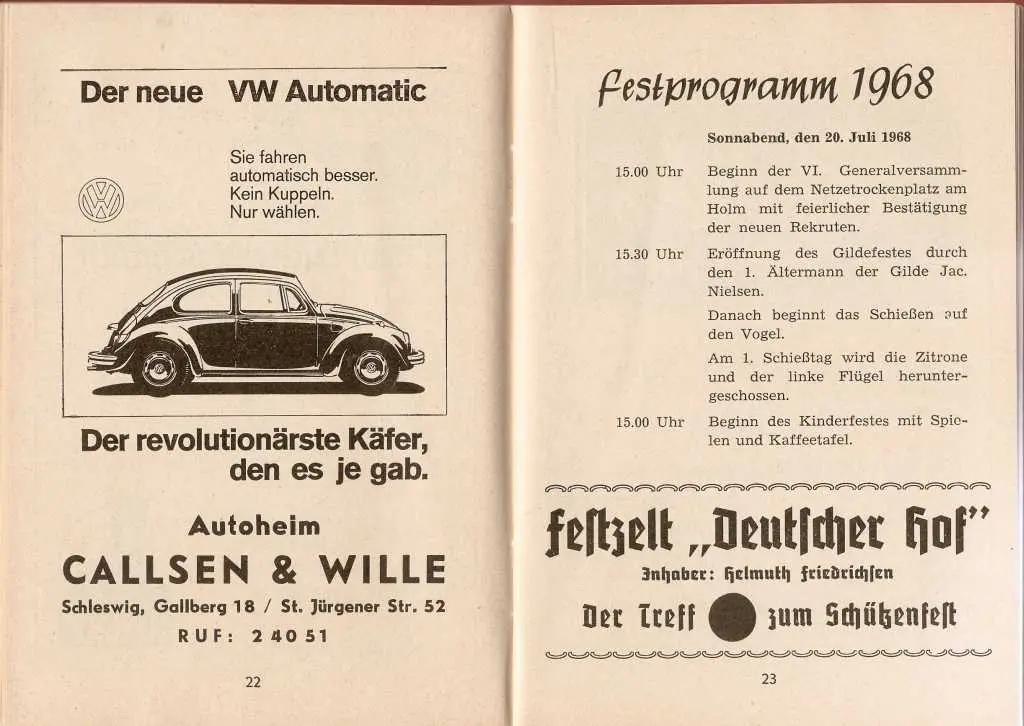 Der neue VW Automatic
Sie fahren
automatisch besser.
Kein Kuppeln.
Nur wählen.
VW
Der revolutionärste Käfer,
den es je gab.
Autoheim
CALLSEN & WILLE
Schleswig, Gallberg 18 / St. Jürgener Str. 52
RUF: 2 40 51
22
Festprogramm 1968
Sonnabend, den 20. Juli 1968
15.00 Uhr Beginn der VI. Generalversamm-
lung auf dem Netzetrockenplatz am
Holm mit feierlicher Bestätigung
der neuen Rekruten.
15.30 Uhr Eröffnung des Gildefestes durch
den 1. Ältermann der Gilde Jac.
Nielsen.
Danach beginnt das Schießen auf
den Vogel.
Am 1. Schießtag wird die Zitrone
und der linke Flügel herunter-
geschossen.
15.00 Uhr Beginn des Kinderfestes mit Spie-
len und Kaffeetafel.
Festzelt „Deutscher Hof”
Inhaber: Helmuth Friedrichsen
Der Treff zum Schützenfest
23